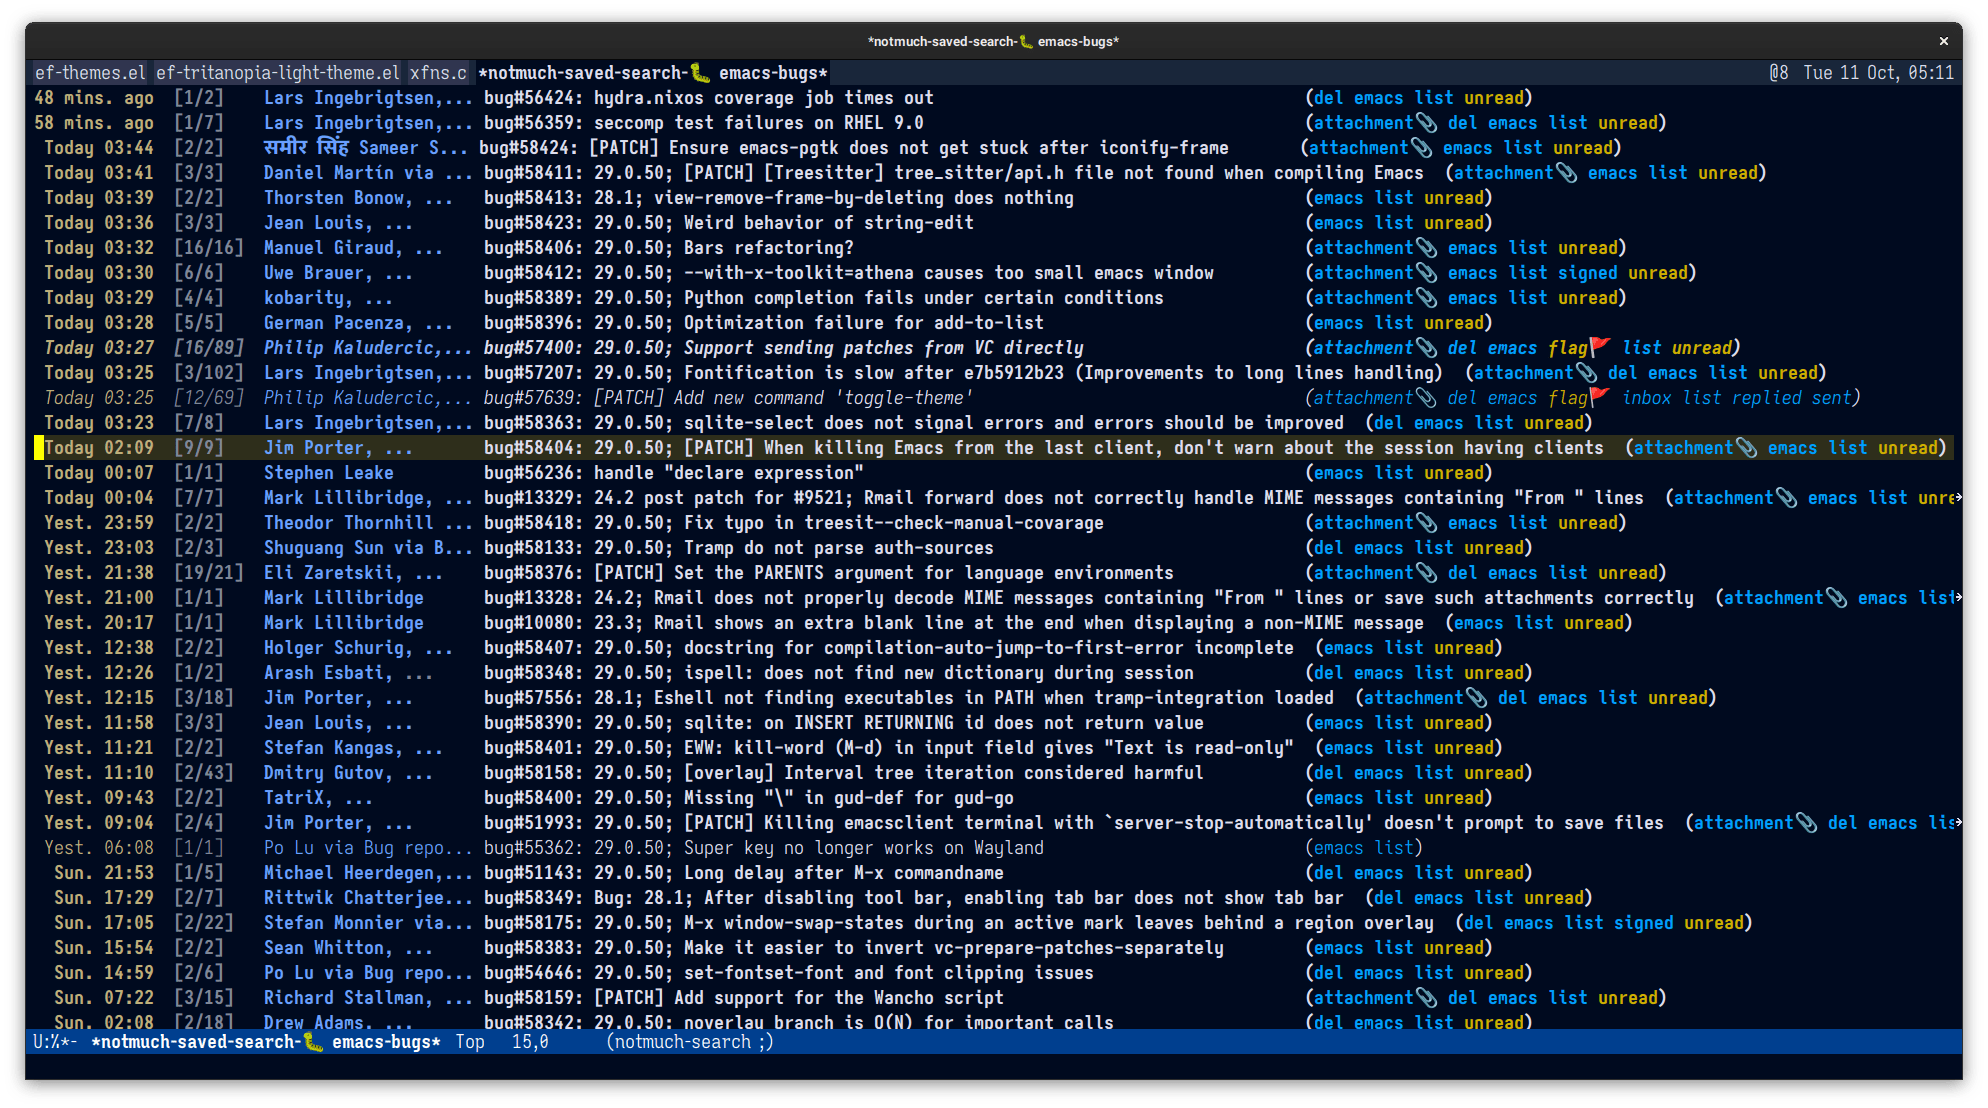 *notmuch-saved-search-🐛 emacs-bugs* ×
ef-themes.el ef-tritanopia-light-theme.el xfns.c *notmuch-saved-search-🐛 emacs-bugs* @8 Tue 11 Oct, 05:11
48 mins. ago [1/2] Lars Ingebrigtsen,... bug#56424: hydra.nixos coverage job times out (del emacs list unread)
58 mins. ago [1/7] Lars Ingebrigtsen,... bug#56359: seccomp test failures on RHEL 9.0 (attachment📎 del emacs list unread)
Today 03:44 [2/2] समीर सिंह Sameer S... bug#58424: [PATCH] Ensure emacs-pgtk does not get stuck after iconify-frame (attachment📎 emacs list unread)
Today 03:41 [3/3] Daniel Martín via ... bug#58411: 29.0.50; [PATCH] [Treesitter] tree_sitter/api.h file not found when compiling Emacs (attachment📎 emacs list unread)
Today 03:39 [2/2] Thorsten Bonow, ... bug#58413: 28.1; view-remove-frame-by-deleting does nothing (emacs list unread)
Today 03:36 [3/3] Jean Louis, ... bug#58423: 29.0.50; Weird behavior of string-edit (emacs list unread)
Today 03:32 [16/16] Manuel Giraud, ... bug#58406: 29.0.50; Bars refactoring? (attachment📎 emacs list unread)
Today 03:30 [6/6] Uwe Brauer, ... bug#58412: 29.0.50; --with-x-toolkit=athena causes too small emacs window (attachment📎 emacs list signed unread)
Today 03:29 [4/4] kobarity, ... bug#58389: 29.0.50; Python completion fails under certain conditions (attachment📎 emacs list unread)
Today 03:28 [5/5] German Pacenza, ... bug#58396: 29.0.50; Optimization failure for add-to-list (emacs list unread)
Today 03:27 [16/89] Philip Kaludercic,... bug#57400: 29.0.50; Support sending patches from VC directly (attachment📎 del emacs flag🚩 list unread)
Today 03:25 [3/102] Lars Ingebrigtsen,... bug#57207: 29.0.50; Fontification is slow after e7b5912b23 (Improvements to long lines handling) (attachment📎 del emacs list unread)
Today 03:25 [12/69] Philip Kaludercic,... bug#57639: [PATCH] Add new command 'toggle-theme' (attachment📎 del emacs flag🚩 inbox list replied sent)
Today 03:23 [7/8] Lars Ingebrigtsen,... bug#58363: 29.0.50; sqlite-select does not signal errors and errors should be improved (del emacs list unread)
Today 02:09 [9/9] Jim Porter, ... bug#58404: 29.0.50; [PATCH] When killing Emacs from the last client, don't warn about the session having clients (attachment📎 emacs list unread)
Today 00:07 [1/1] Stephen Leake bug#56236: handle "declare expression" (emacs list unread)
Today 00:04 [7/7] Mark Lillibridge, ... bug#13329: 24.2 post patch for #9521; Rmail forward does not correctly handle MIME messages containing "From " lines (attachment📎 emacs list unre→
Yest. 23:59 [2/2] Theodor Thornhill ... bug#58418: 29.0.50; Fix typo in treesit--check-manual-covarage (attachment📎 emacs list unread)
Yest. 23:03 [2/3] Shuguang Sun via B... bug#58133: 29.0.50; Tramp do not parse auth-sources (del emacs list unread)
Yest. 21:38 [19/21] Eli Zaretskii, ... bug#58376: [PATCH] Set the PARENTS argument for language environments (attachment📎 del emacs list unread)
Yest. 21:00 [1/1] Mark Lillibridge bug#13328: 24.2; Rmail does not properly decode MIME messages containing "From " lines or save such attachments correctly (attachment📎 emacs list→
Yest. 20:17 [1/1] Mark Lillibridge bug#10080: 23.3; Rmail shows an extra blank line at the end when displaying a non-MIME message (emacs list unread)
Yest. 12:38 [2/2] Holger Schurig, ... bug#58407: docstring for compilation-auto-jump-to-first-error incomplete (emacs list unread)
Yest. 12:26 [1/2] Arash Esbati, ... bug#58348: 29.0.50; ispell: does not find new dictionary during session (del emacs list unread)
Yest. 12:15 [3/18] Jim Porter, ... bug#57556: 28.1; Eshell not finding executables in PATH when tramp-integration loaded (attachment📎 del emacs list unread)
Yest. 11:58 [3/3] Jean Louis, ... bug#58390: 29.0.50; sqlite: on INSERT RETURNING id does not return value (emacs list unread)
Yest. 11:21 [2/2] Stefan Kangas, ... bug#58401: 29.0.50; EWW: kill-word (M-d) in input field gives "Text is read-only" (emacs list unread)
Yest. 11:10 [2/43] Dmitry Gutov, ... bug#58158: 29.0.50; [overlay] Interval tree iteration considered harmful (del emacs list unread)
Yest. 09:43 [2/2] TatriX, ... bug#58400: 29.0.50; Missing "\" in gud-def for gud-go (emacs list unread)
Yest. 09:04 [2/4] Jim Porter, ... bug#51993: 29.0.50; [PATCH] Killing emacsclient terminal with `server-stop-automatically' doesn't prompt to save files (attachment📎 del emacs lis→
Yest. 06:08 [1/1] Po Lu via Bug repo... bug#55362: 29.0.50; Super key no longer works on Wayland (emacs list)
Sun. 21:53 [1/5] Michael Heerdegen,... bug#51143: 29.0.50; Long delay after M-x commandname (del emacs list unread)
Sun. 17:29 [2/7] Rittwik Chatterjee... bug#58349: Bug: 28.1; After disabling tool bar, enabling tab bar does not show tab bar (del emacs list unread)
Sun. 17:05 [2/22] Stefan Monnier via... bug#58175: 29.0.50; M-x window-swap-states during an active mark leaves behind a region overlay (del emacs list signed unread)
Sun. 15:54 [2/2] Sean Whitton, ... bug#58383: 29.0.50; Make it easier to invert vc-prepare-patches-separately (emacs list unread)
Sun. 14:59 [2/6] Po Lu via Bug repo... bug#54646: 29.0.50; set-fontset-font and font clipping issues (del emacs list unread)
Sun. 07:22 [3/15] Richard Stallman, ... bug#58159: [PATCH] Add support for the Wancho script (attachment📎 del emacs list unread)
Sun. 02:08 [2/18] Drew Adams, ... bug#58342: 29.0.50; noverlay branch is O(N) for important calls (del emacs list unread)
U:%*- *notmuch-saved-search-🐛 emacs-bugs* Top 15,0 (notmuch-search ;)